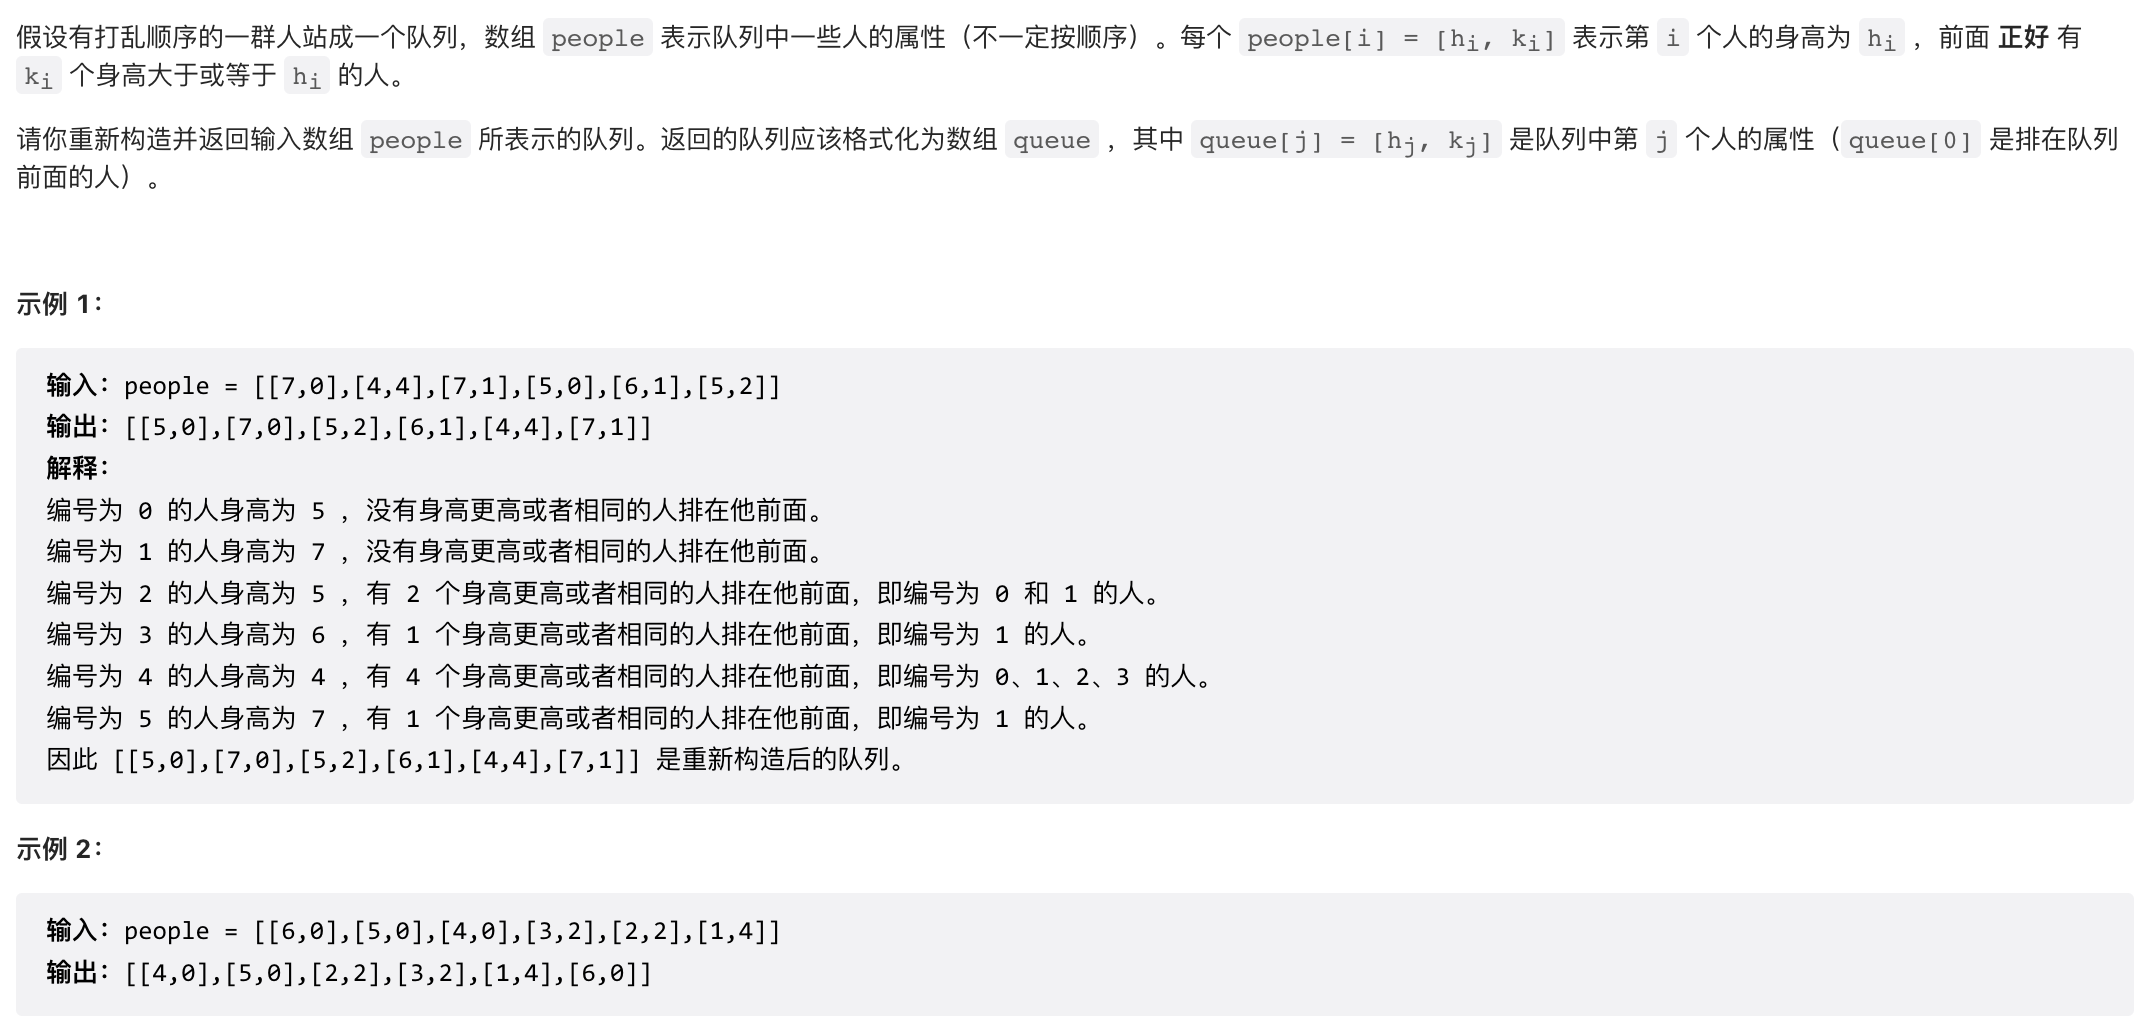 假设有打乱顺序的一群人站成一个队列，数组 people 表示队列中一些人的属性（不一定按顺序）。每个 people[i] = [hi, ki] 表示第 i 个人的身高为 hi ，前面 正好 有
ki 个身高大于或等于 hi 的人。
请你重新构造并返回输入数组 people 所表示的队列。返回的队列应该格式化为数组 queue ，其中 queue[j] = [hj, kj] 是队列中第 j 个人的属性（queue[0] 是排在队列
前面的人）。
示例 1：
输入：people = [[7,0],[4,4],[7,1],[5,0],[6,1],[5,2]]
输出：[[5,0],[7,0],[5,2],[6,1],[4,4],[7,1]]
解释：
编号为 0 的人身高为 5 ，没有身高更高或者相同的人排在他前面。
编号为 1 的人身高为 7 ，没有身高更高或者相同的人排在他前面。
编号为 2 的人身高为 5 ，有 2 个身高更高或者相同的人排在他前面，即编号为 0 和 1 的人。
编号为 3 的人身高为 6 ，有 1 个身高更高或者相同的人排在他前面，即编号为 1 的人。
编号为 4 的人身高为 4 ，有 4 个身高更高或者相同的人排在他前面，即编号为 0、1、2、3 的人。
编号为 5 的人身高为 7 ，有 1 个身高更高或者相同的人排在他前面，即编号为 1 的人。
因此 [[5,0],[7,0],[5,2],[6,1],[4,4],[7,1]] 是重新构造后的队列。
示例 2：
输入：people = [[6,0],[5,0],[4,0],[3,2],[2,2],[1,4]]
输出：[[4,0],[5,0],[2,2],[3,2],[1,4],[6,0]]